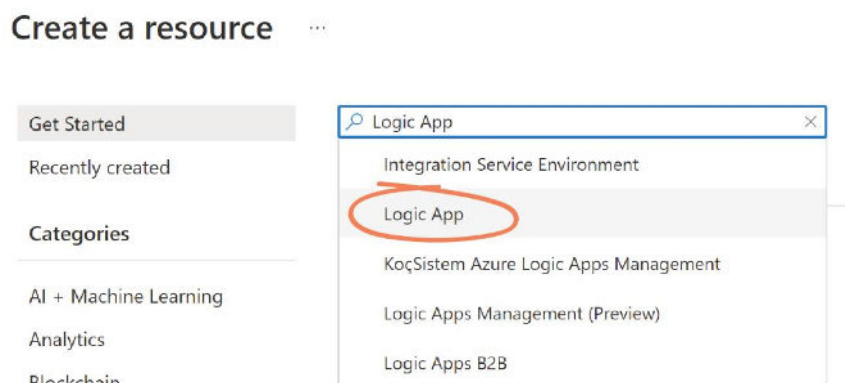 Create a resource ...
Get Started
Recently created
Categories
AI + Machine Learning
Analytics
Blockchain
Logic App
Integration Service Environment
Logic App
KoçSistem Azure Logic Apps Management
Logic Apps Management (Preview)
Logic Apps B2B